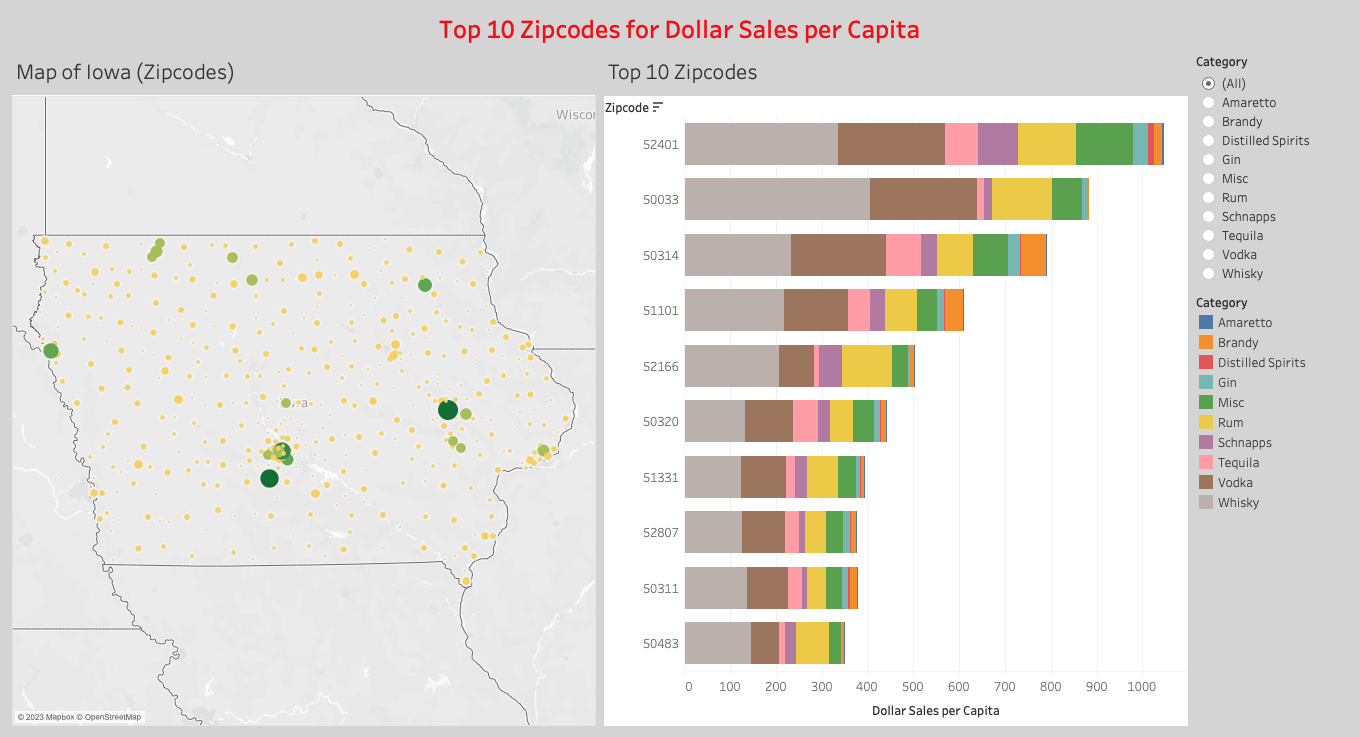 Top 10 Zipcodes for Dollar Sales per Capita
Map of Iowa (Zipcodes)
Wiscon
© 2023 Mapbox © OpenStreetMap
Top 10 Zipcodes
Zipcode
52401
50033
50314
51101
52166
50320
51331
52807
50311
50483
0 100 200 300 400 500 600 700 800 900 1000
Dollar Sales per Capita
Category
(All)
Amaretto
Brandy
Distilled Spirits
Gin
Misc
Rum
Schnapps
Tequila
Vodka
Whisky
Category
Amaretto
Brandy
Distilled Spirits
Gin
Misc
Rum
Schnapps
Tequila
Vodka
Whisky